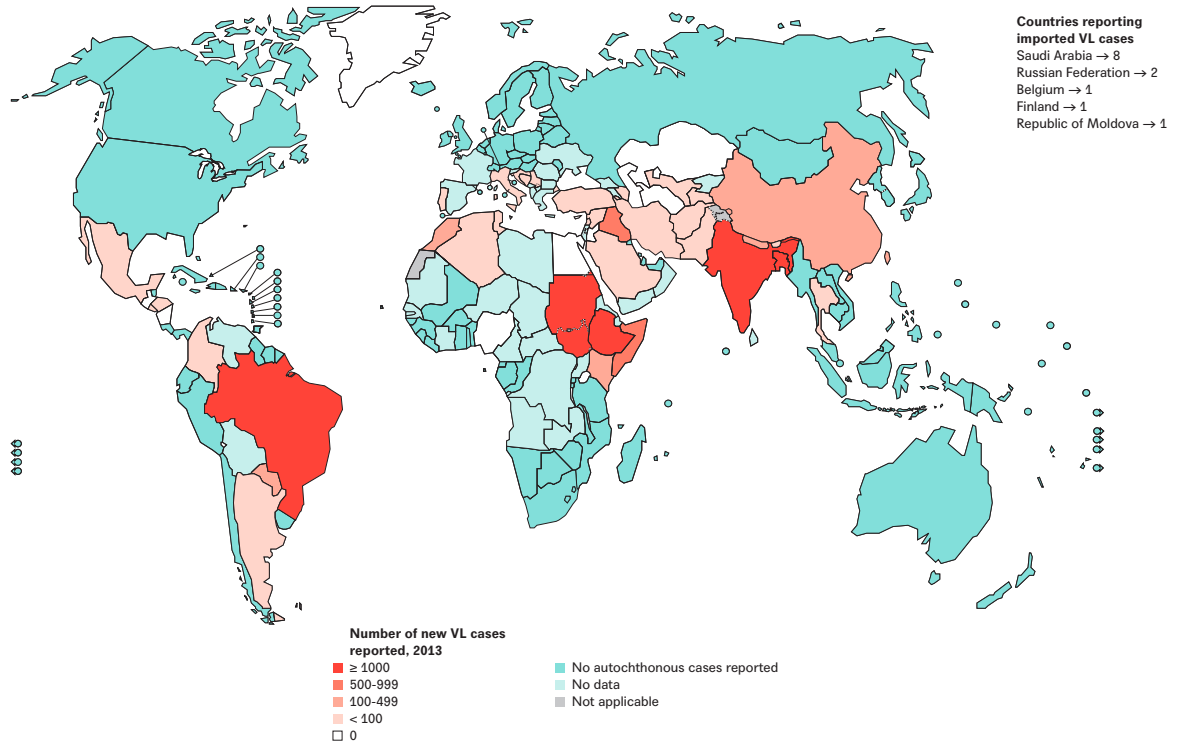 Countries reporting
imported VL cases
Saudi Arabia → 8
Russian Federation → 2
Belgium → 1
Finland → 1
Republic of Moldova → 1
Number of new VL cases
reported, 2013
≥ 1000
500-999
100-499
< 100
0
No autochthonous cases reported
No data
Not applicable